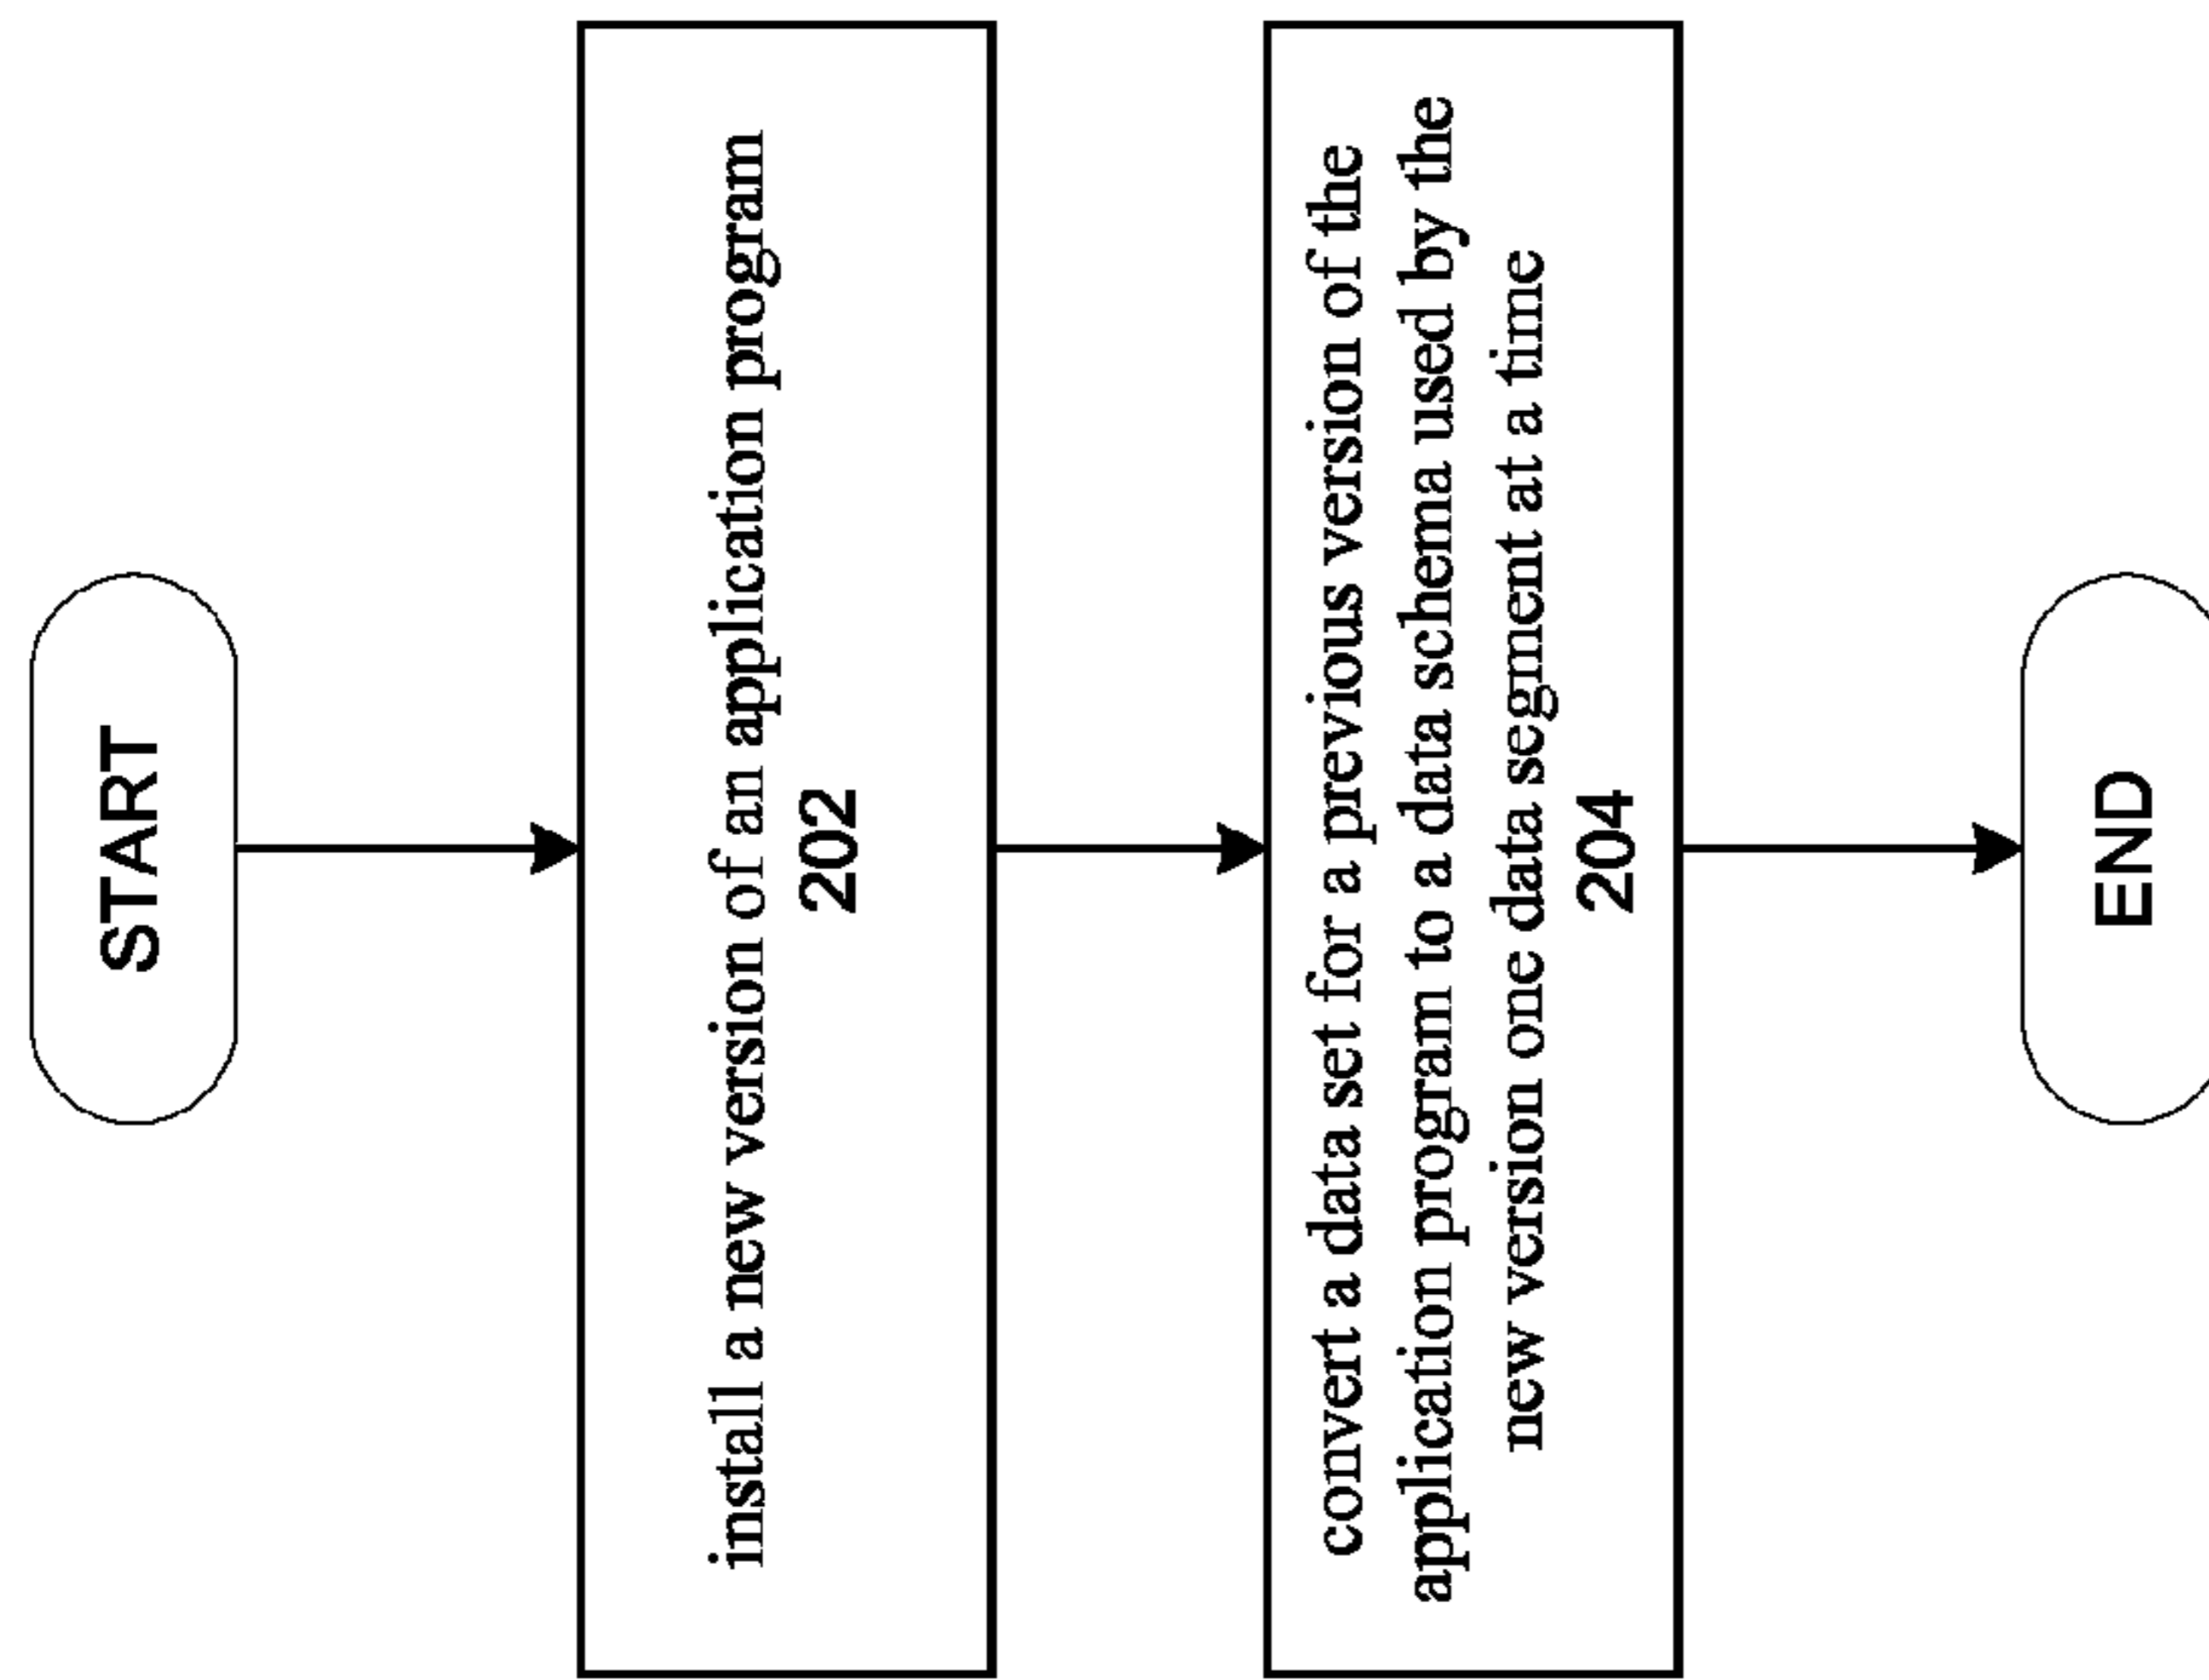 START
install a new version of an application program
202
convert a data set for a previous version of the
application program to a data schema used by the
new version one data segment at a time
204
END